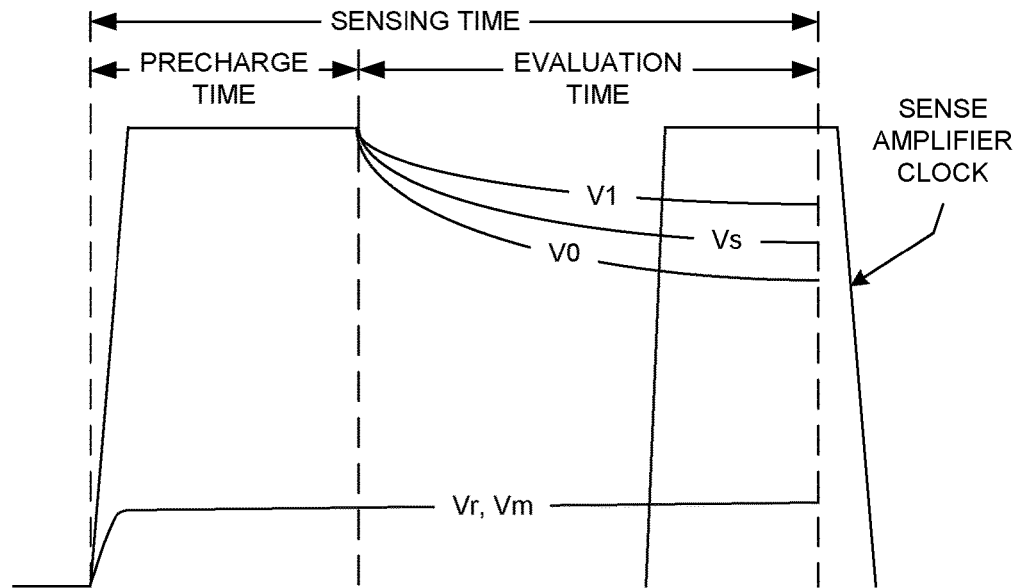 SENSING TIME
PRECHARGE
TIME
EVALUATION
TIME
SENSE
AMPLIFIER
CLOCK
V1
Vs
V0
Vr, Vm